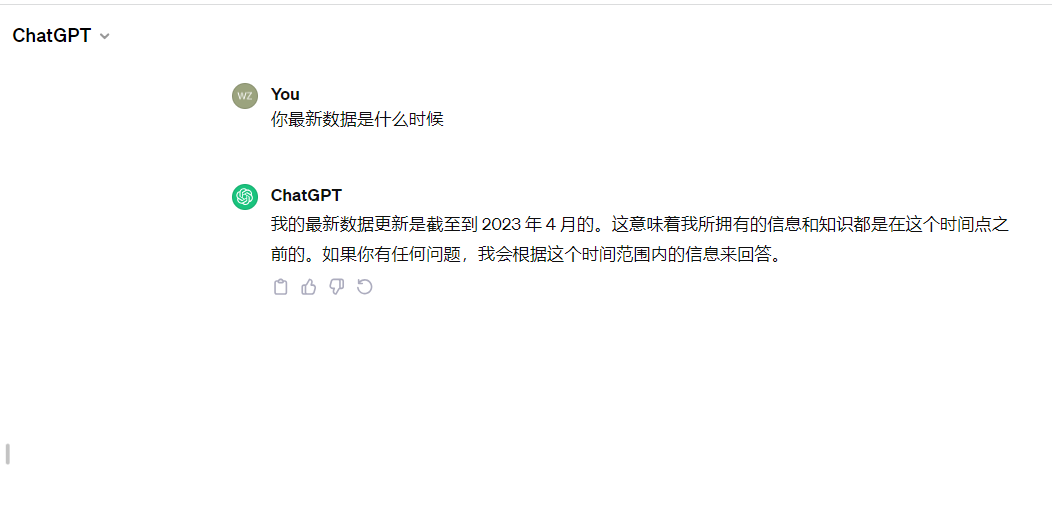 ChatGPT
WZ
You
你最新数据是什么时候
ChatGPT
我的最新数据更新是截至到 2023 年 4 月的。这意味着我所拥有的信息和知识都是在这个时间点之
前的。如果你有任何问题，我会根据这个时间范围内的信息来回答。